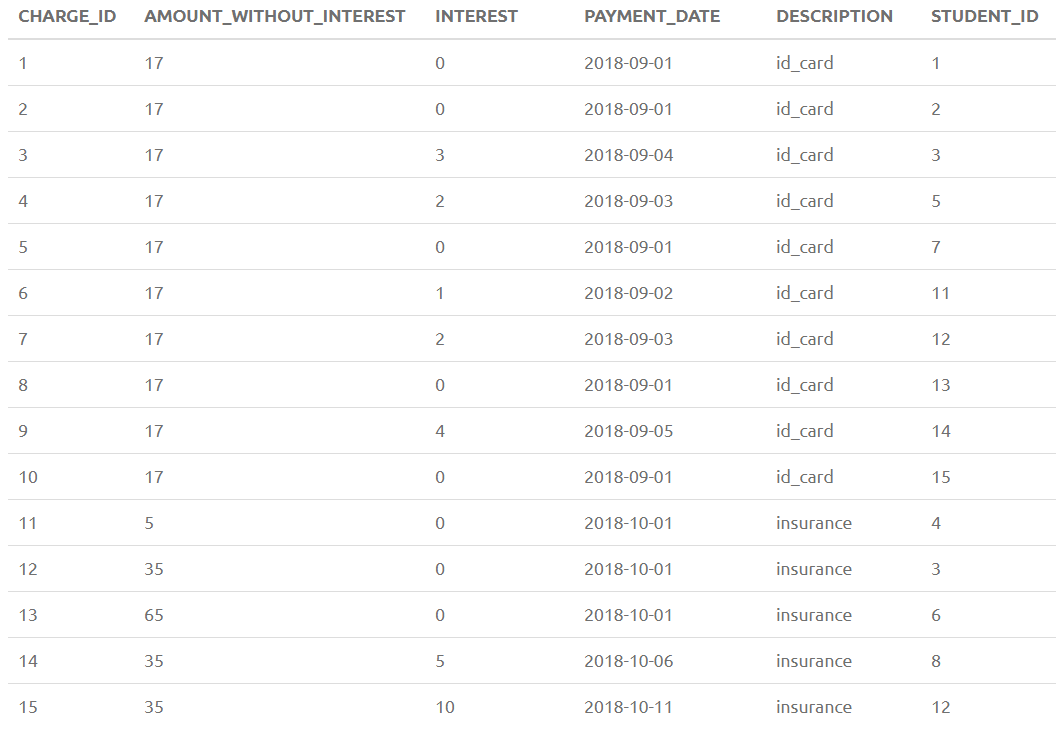 CHARGE_ID AMOUNT_WITHOUT_INTEREST INTEREST PAYMENT_DATE DESCRIPTION STUDENT_ID
1 17 0 2018-09-01 id_card 1
2 17 0 2018-09-01 id_card 2
3 17 3 2018-09-04 id_card 3
4 17 2 2018-09-03 id_card 5
5 17 0 2018-09-01 id_card 7
6 17 1 2018-09-02 id_card 11
7 17 2 2018-09-03 id_card 12
8 17 0 2018-09-01 id_card 13
9 17 4 2018-09-05 id_card 14
10 17 0 2018-09-01 id_card 15
11 5 0 2018-10-01 insurance 4
12 35 0 2018-10-01 insurance 3
13 65 0 2018-10-01 insurance 6
14 35 5 2018-10-06 insurance 8
15 35 10 2018-10-11 insurance 12